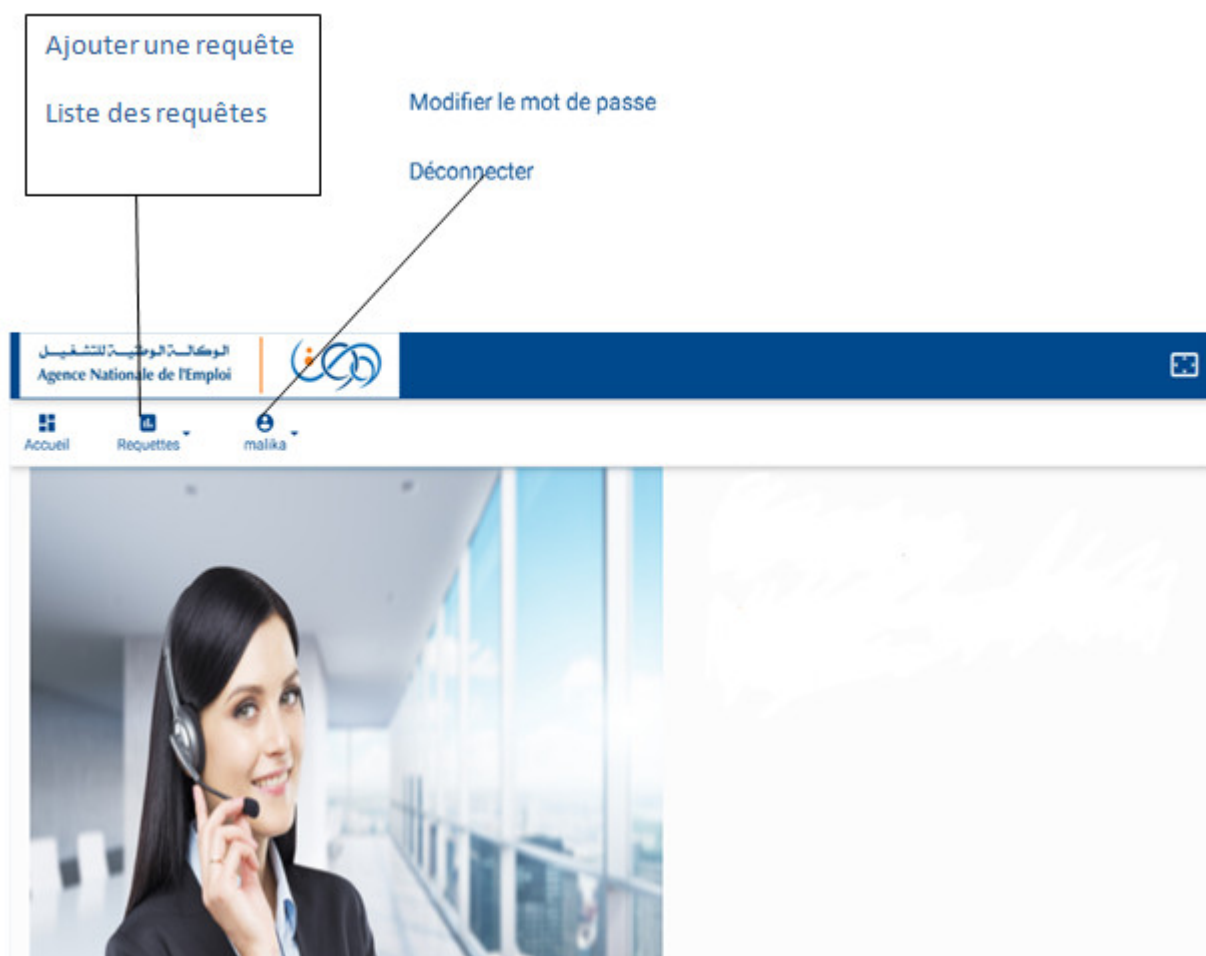 Ajouter une requête
Liste des requêtes
Modifier le mot de passe
Déconnecter
الوكالة الوطنية للتشغيل
Agence Nationale de l'Emploi
Accueil
Requettes
malika